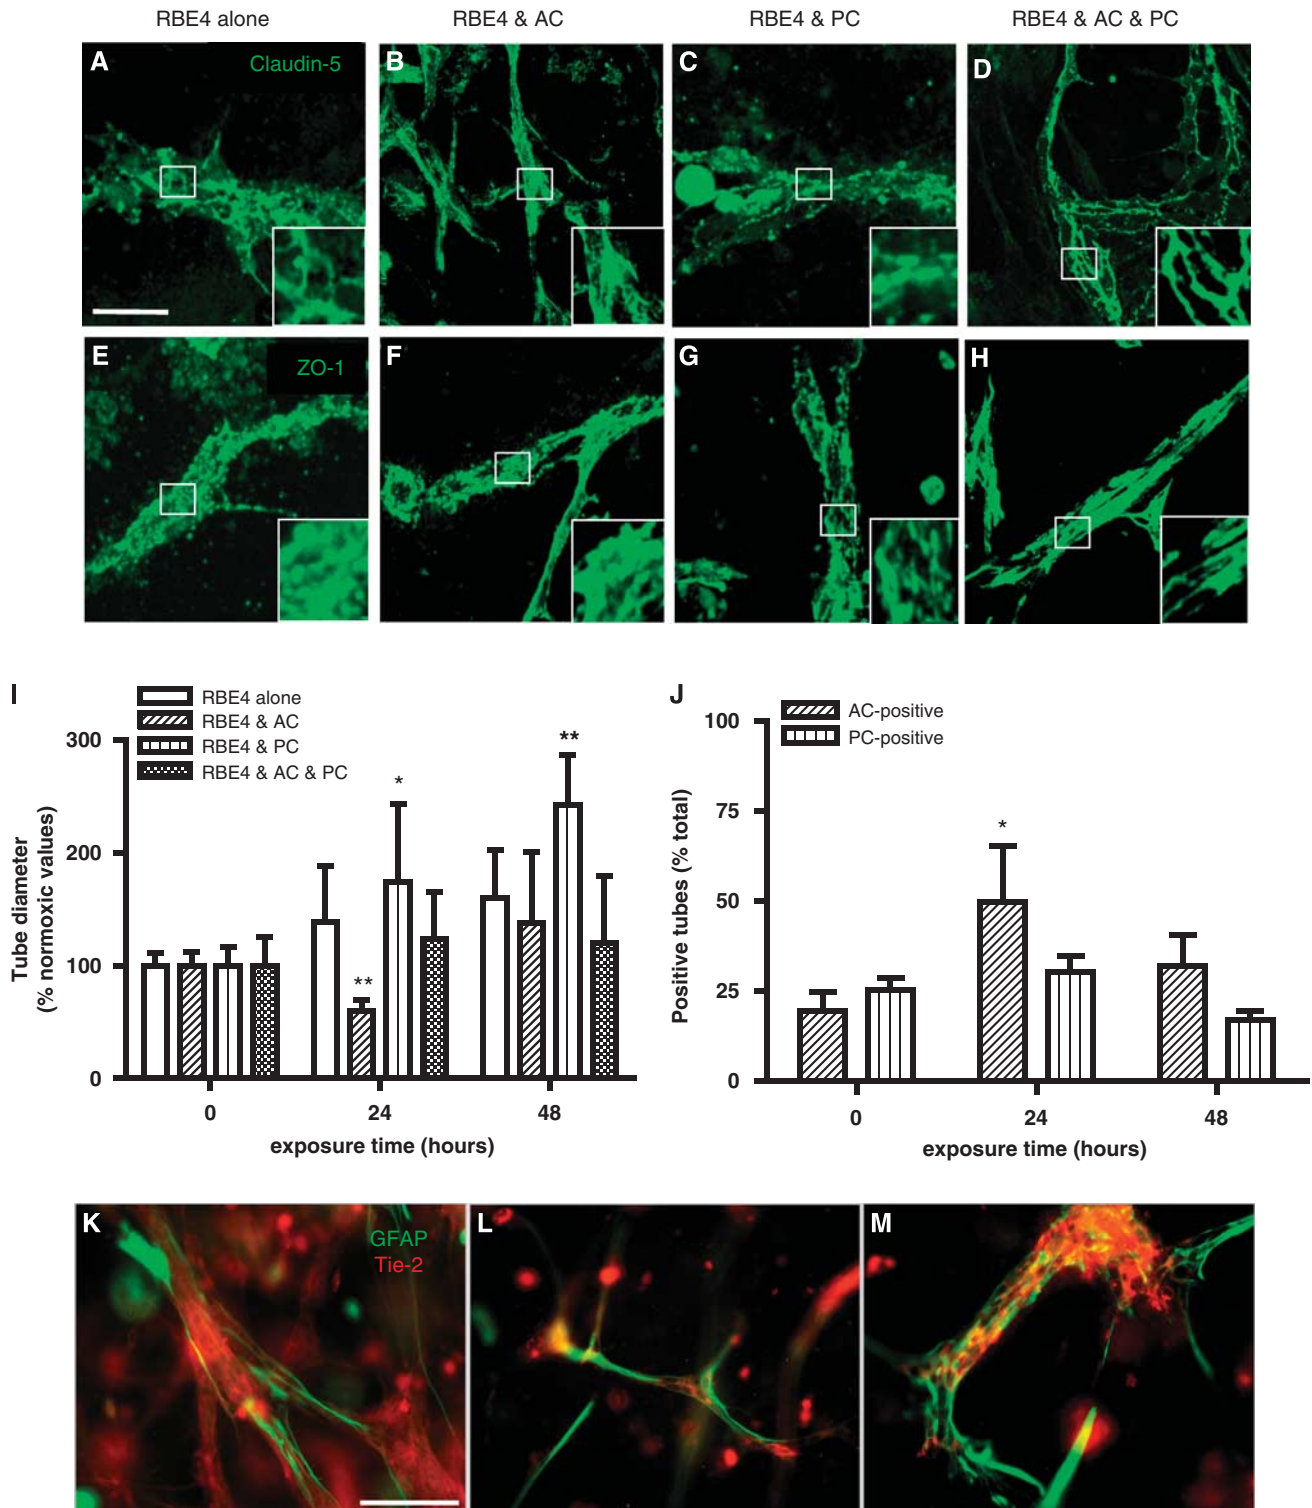 RBE4 alone
RBE4 & AC
RBE4 & PC
RBE4 & AC & PC
A
Claudin-5
B
C
D
E
ZO-1
F
G
H
I
RBE4 alone
RBE4 & AC
RBE4 & PC
RBE4 & AC & PC
Tube diameter
(% normoxic values)
300
200
100
0
**
*
**
0
24
48
exposure time (hours)
J
AC-positive
PC-positive
Positive tubes (% total)
100
75
50
25
0
*
0
24
48
exposure time (hours)
K
GFAP
Tie-2
L
M